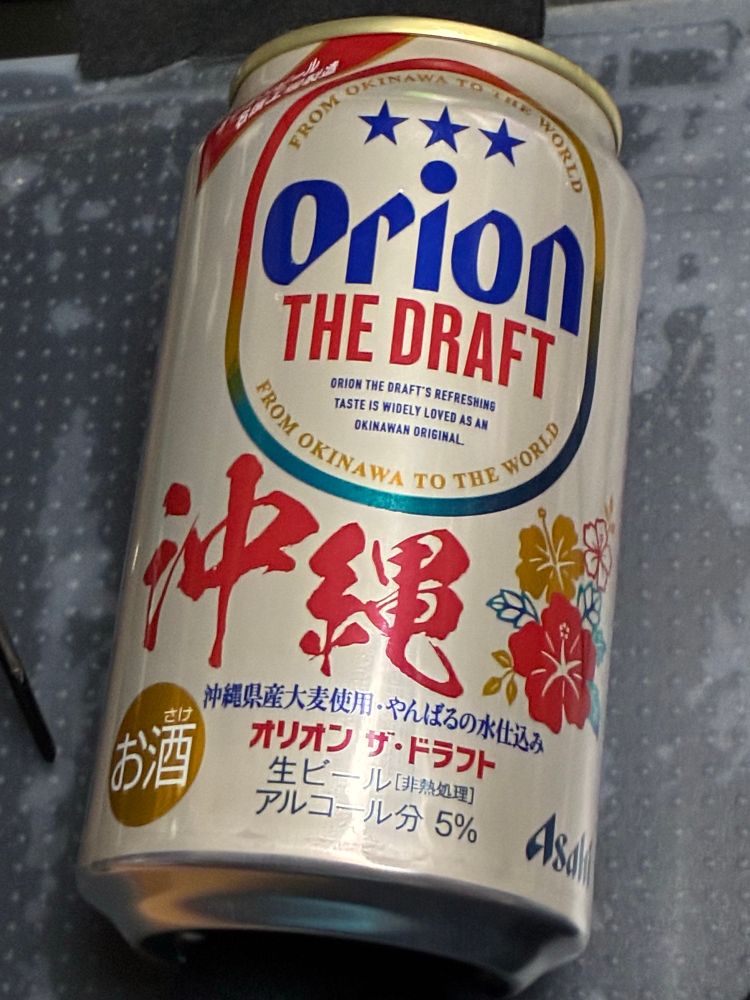 FROM OKINAWA TO THE WORLD
Orion
THE DRAFT
ORION THE DRAFT'S REFRESHING
TASTE IS WIDELY LOVED AS AN
OKINAWAN ORIGINAL.
FROM OKINAWA TO THE WORLD
沖縄
沖縄県産大麦使用・やんばるの水仕込み
オリオン ザ・ドラフト
生ビール[非熱処理]
アルコール分 5%
さけ
お酒
Asahi